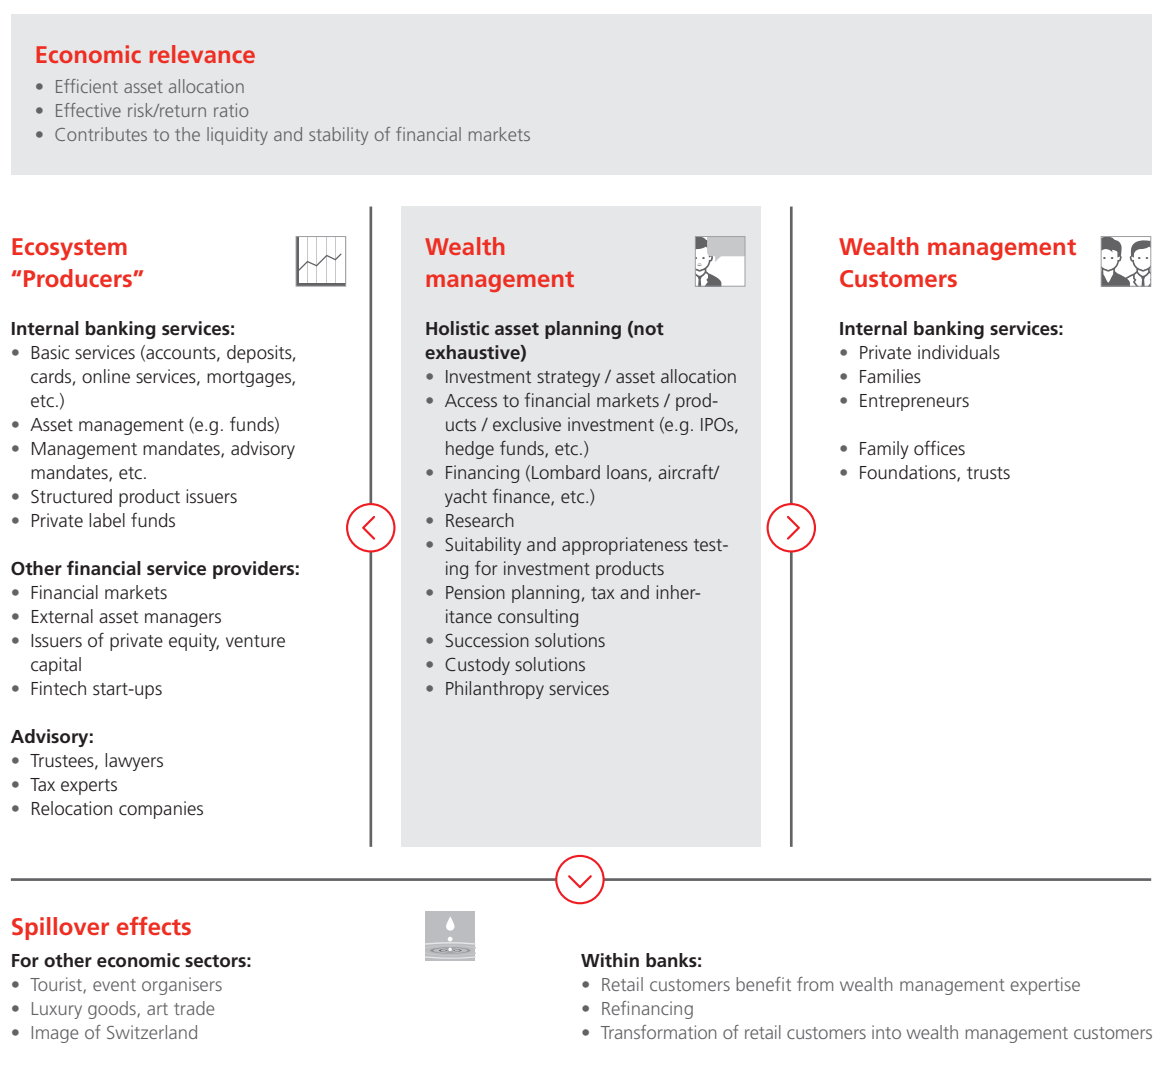 Economic relevance
• Efficient asset allocation
• Effective risk/return ratio
• Contributes to the liquidity and stability of financial markets
Ecosystem
“Producers”
Internal banking services:
• Basic services (accounts, deposits,
cards, online services, mortgages,
etc.)
• Asset management (e.g. funds)
• Management mandates, advisory
mandates, etc.
• Structured product issuers
• Private label funds
Other financial service providers:
• Financial markets
• External asset managers
• Issuers of private equity, venture
capital
• Fintech start-ups
Advisory:
• Trustees, lawyers
• Tax experts
• Relocation companies
Wealth
management
Holistic asset planning (not
exhaustive)
• Investment strategy / asset allocation
• Access to financial markets / prod-
ucts / exclusive investment (e.g. IPOs,
hedge funds, etc.)
• Financing (Lombard loans, aircraft/
yacht finance, etc.)
• Research
• Suitability and appropriateness test-
ing for investment products
• Pension planning, tax and inher-
itance consulting
• Succession solutions
• Custody solutions
• Philanthropy services
Wealth management
Customers
Internal banking services:
• Private individuals
• Families
• Entrepreneurs
• Family offices
• Foundations, trusts
Spillover effects
For other economic sectors:
• Tourist, event organisers
• Luxury goods, art trade
• Image of Switzerland
Within banks:
• Retail customers benefit from wealth management expertise
• Refinancing
• Transformation of retail customers into wealth management customers